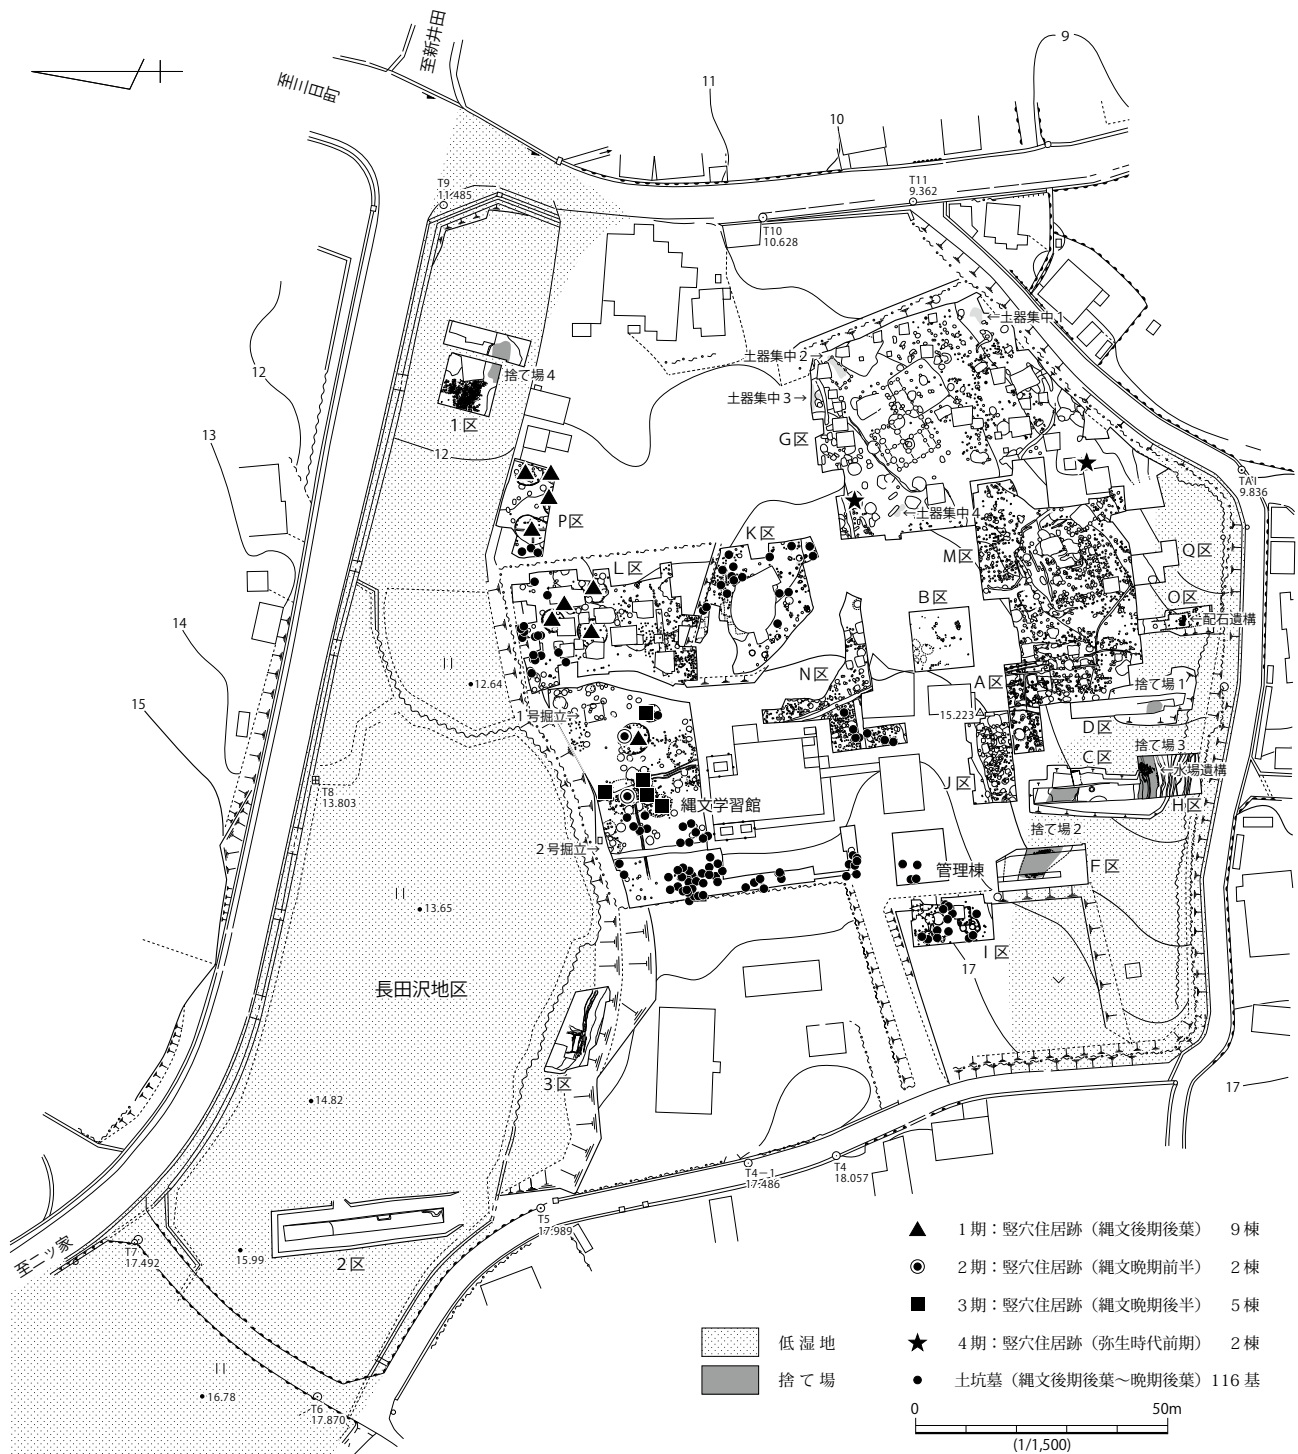 至新井田
至三日町
9
11
10
T9
11.485
T11
9.362
T10
10.628
←土器集中1
土器集中2→
12
捨て場4
土器集中3→
1区
G区
13
12
TA'1
9.836
P区
←土器集中4
K区
M区
Q区
L区
B区
O区
←配石遺構
14
12.64
N区
A区
捨て場1
15
1号掘立→
15.223
D区
捨て場3
C区
←水場遺構
T8
13.803
J区
H区
縄文学習館
捨て場2
2号掘立→
管理棟
F区
13.65
I区
17
長田沢地区
3区
17
14.82
T4-1
17.486
T4
18.057
T5
17.989
至二ツ家
T7
17.492
15.99
2区
16.78
T6
17.870
1期：竪穴住居跡（縄文後期後葉） 9棟
2期：竪穴住居跡（縄文晩期前半） 2棟
3期：竪穴住居跡（縄文晩期後半） 5棟
低湿地
4期：竪穴住居跡（弥生時代前期） 2棟
捨て場
土坑墓（縄文後期後葉～晩期後葉）116基
0 50m
(1/1,500)